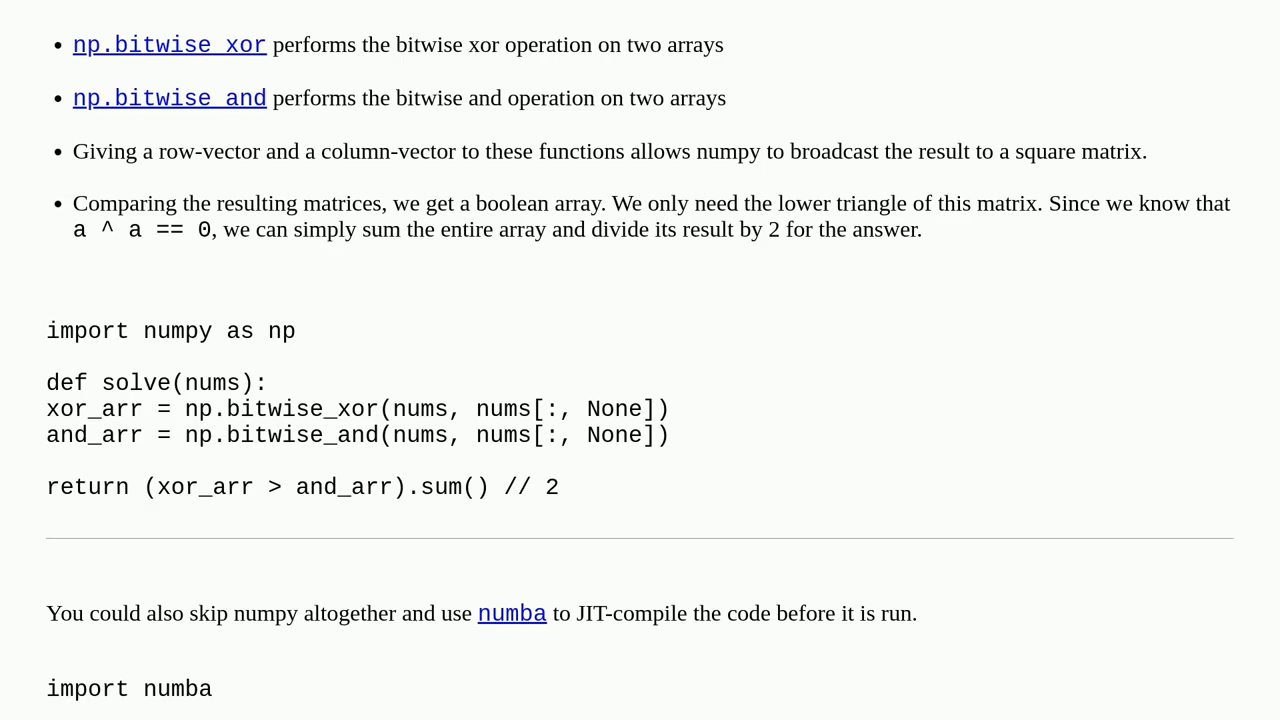 • np.bitwise_xor performs the bitwise xor operation on two arrays
• np.bitwise_and performs the bitwise and operation on two arrays
• Giving a row-vector and a column-vector to these functions allows numpy to broadcast the result to a square matrix.
• Comparing the resulting matrices, we get a boolean array. We only need the lower triangle of this matrix. Since we know that
a ^ a == 0, we can simply sum the entire array and divide its result by 2 for the answer.
import numpy as np
def solve(nums):
xor_arr = np.bitwise_xor(nums, nums[:, None])
and_arr = np.bitwise_and(nums, nums[:, None])
return (xor_arr > and_arr).sum() // 2
You could also skip numpy altogether and use numba to JIT-compile the code before it is run.
import numba